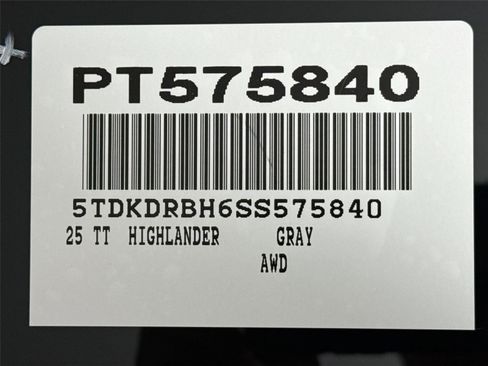 PT575840
5TDKDRBH6SS575840
25 TT HIGHLANDER GRAY
AWD